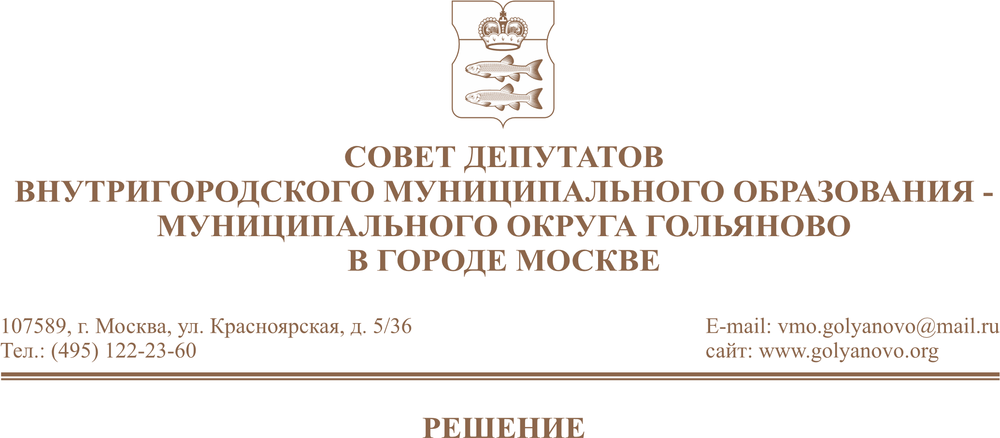 СОВЕТ ДЕПУТАТОВ
ВНУТРИГОРОДСКОГО МУНИЦИПАЛЬНОГО ОБРАЗОВАНИЯ -
МУНИЦИПАЛЬНОГО ОКРУГА ГОЛЬЯНОВО
В ГОРОДЕ МОСКВЕ
107589, г. Москва, ул. Красноярская, д. 5/36
Тел.: (495) 122-23-60
E-mail: vmo.golyanovo@mail.ru
сайт: www.golyanovo.org
РЕШЕНИЕ